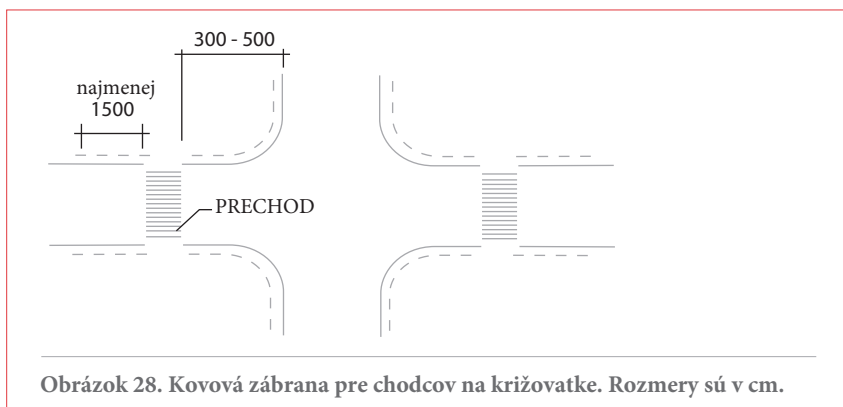 300 - 500
najmenej
1500
PRECHOD
Obrázok 28. Kovová zábrana pre chodcov na križovatke. Rozmery sú v cm.